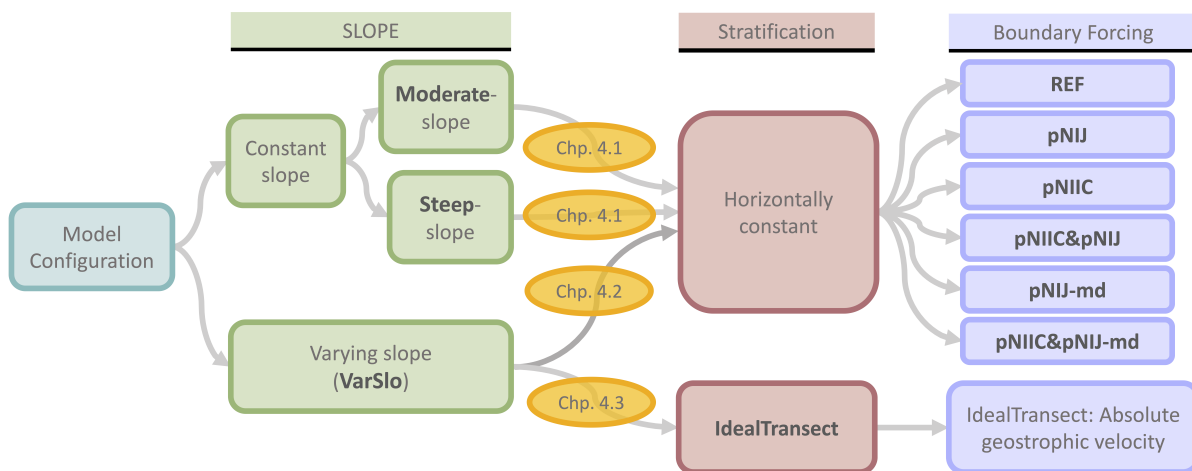 SLOPE
Stratification
Boundary Forcing
Model
Configuration
Constant
slope
Moderate-
slope
Steep-
slope
Varying slope
(VarSlo)
Chp. 4.1
Chp. 4.1
Chp. 4.2
Chp. 4.3
Horizontally
constant
IdealTransect
REF
pNIJ
pNIIC
pNIIC&pNIJ
pNIJ-md
pNIIC&pNIJ-md
IdealTransect: Absolute
geostrophic velocity